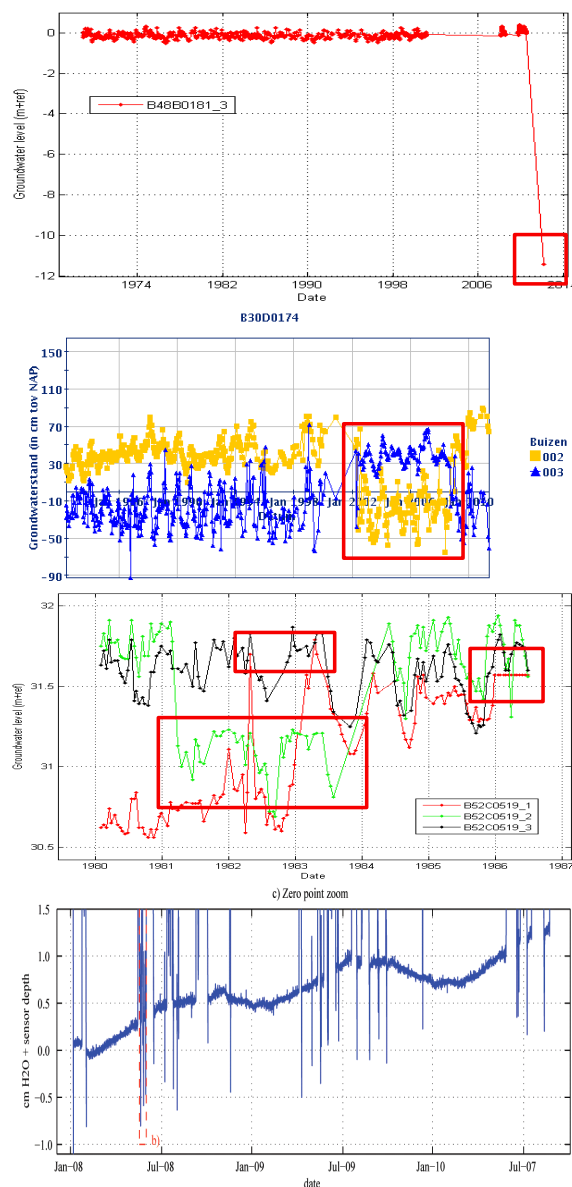 0
-2
-4
-6
-8
-10
-12
Groundwater level (m+ref)
B48B0181_3
1974 1982 1990 1998 2006 2014
Date
B30D0174
Grondwaterstand (in cm tov NAP)
150
110
70
30
-10
-50
-90
Buizen
002
003
32
31.5
31
30.5
Groundwater level (m+ref)
B52C0519_1
B52C0519_2
B52C0519_3
1980 1981 1982 1983 1984 1985 1986 1987
Date
c) Zero point zoom
1.5
1.0
0.5
0.0
-0.5
-1.0
cm H2O + sensor depth
b)
Jan-08 Jul-08 Jan-09 Jul-09 Jan-10 Jul-07
date